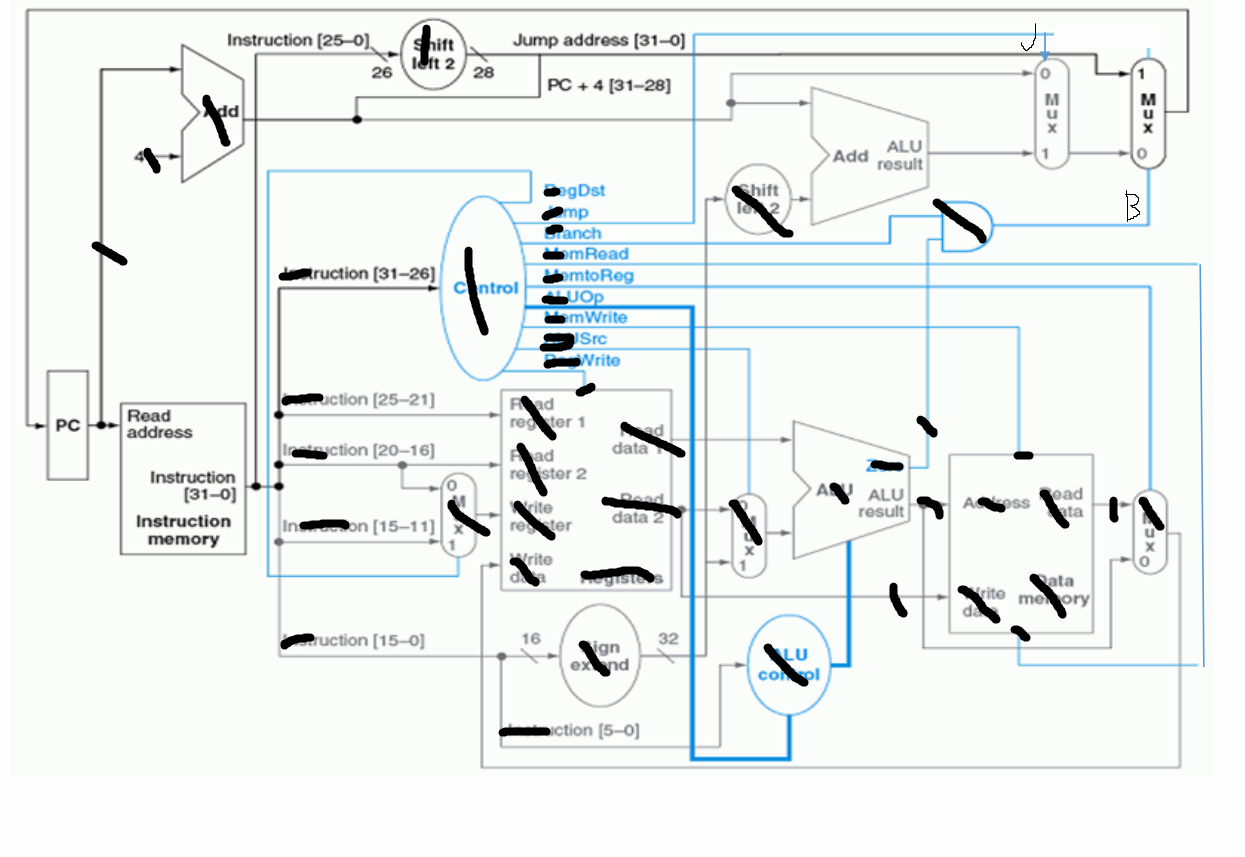 Instruction [25–0]
Shift
left 2
Jump address [31–0]
J
26
28
PC + 4 [31–28]
Add
4
0
M
u
x
1
1
M
u
x
0
Add
ALU
result
Shift
left 2
B
RegDst
Jump
Branch
MemRead
MemtoReg
ALUOp
MemWrite
ALUSrc
RegWrite
Instruction [31–26]
Control
PC
Read
address
Instruction
[31–0]
Instruction
memory
Instruction [25–21]
Instruction [20–16]
Instruction [15–11]
Instruction [15–0]
0
M
u
x
1
Read
register 1
Read
register 2
Write
register
Write
data
Read
data 1
Read
data 2
Registers
0
M
u
x
1
Zero
ALU
ALU
result
Address
Read
data
Write
data
Data
memory
1
M
u
x
0
16
Sign
extend
32
ALU
control
Instruction [5–0]